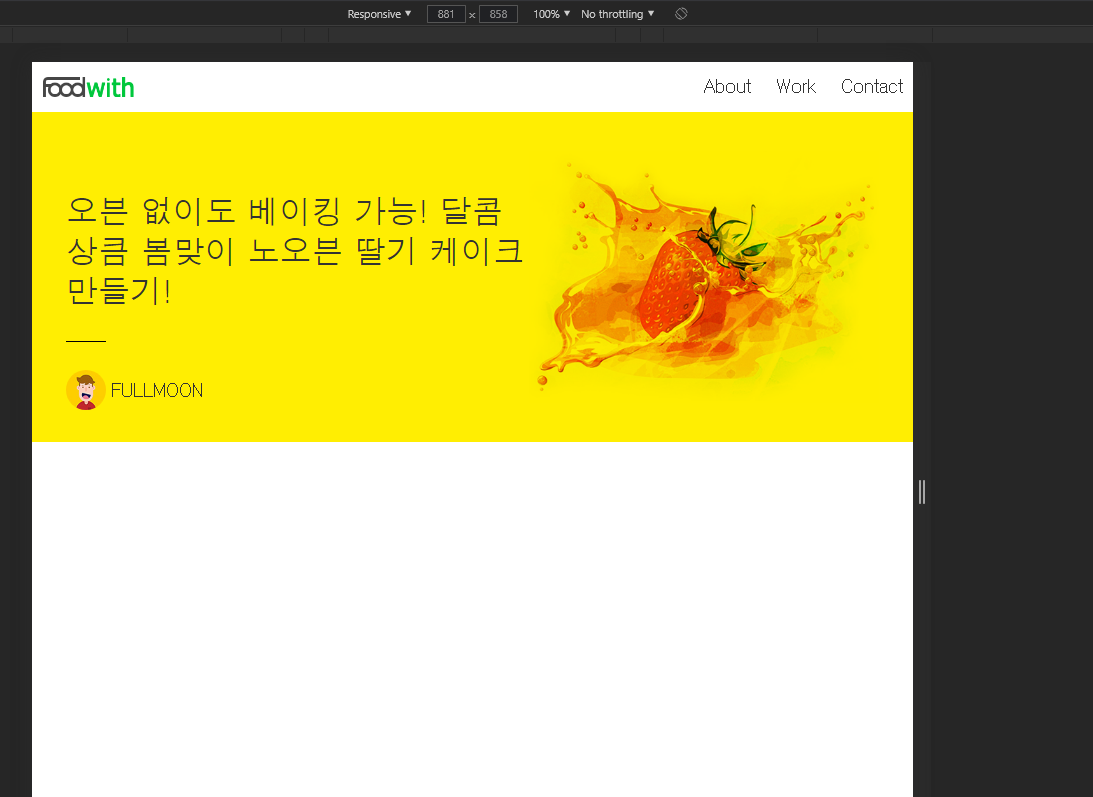 Responsive ▼ 881 x 858 100% ▼ No throttling ▼
foodwith About Work Contact
오븐 없이도 베이킹 가능! 달콤
상큼 봄맞이 노오븐 딸기 케이크
만들기!
FULLMOON